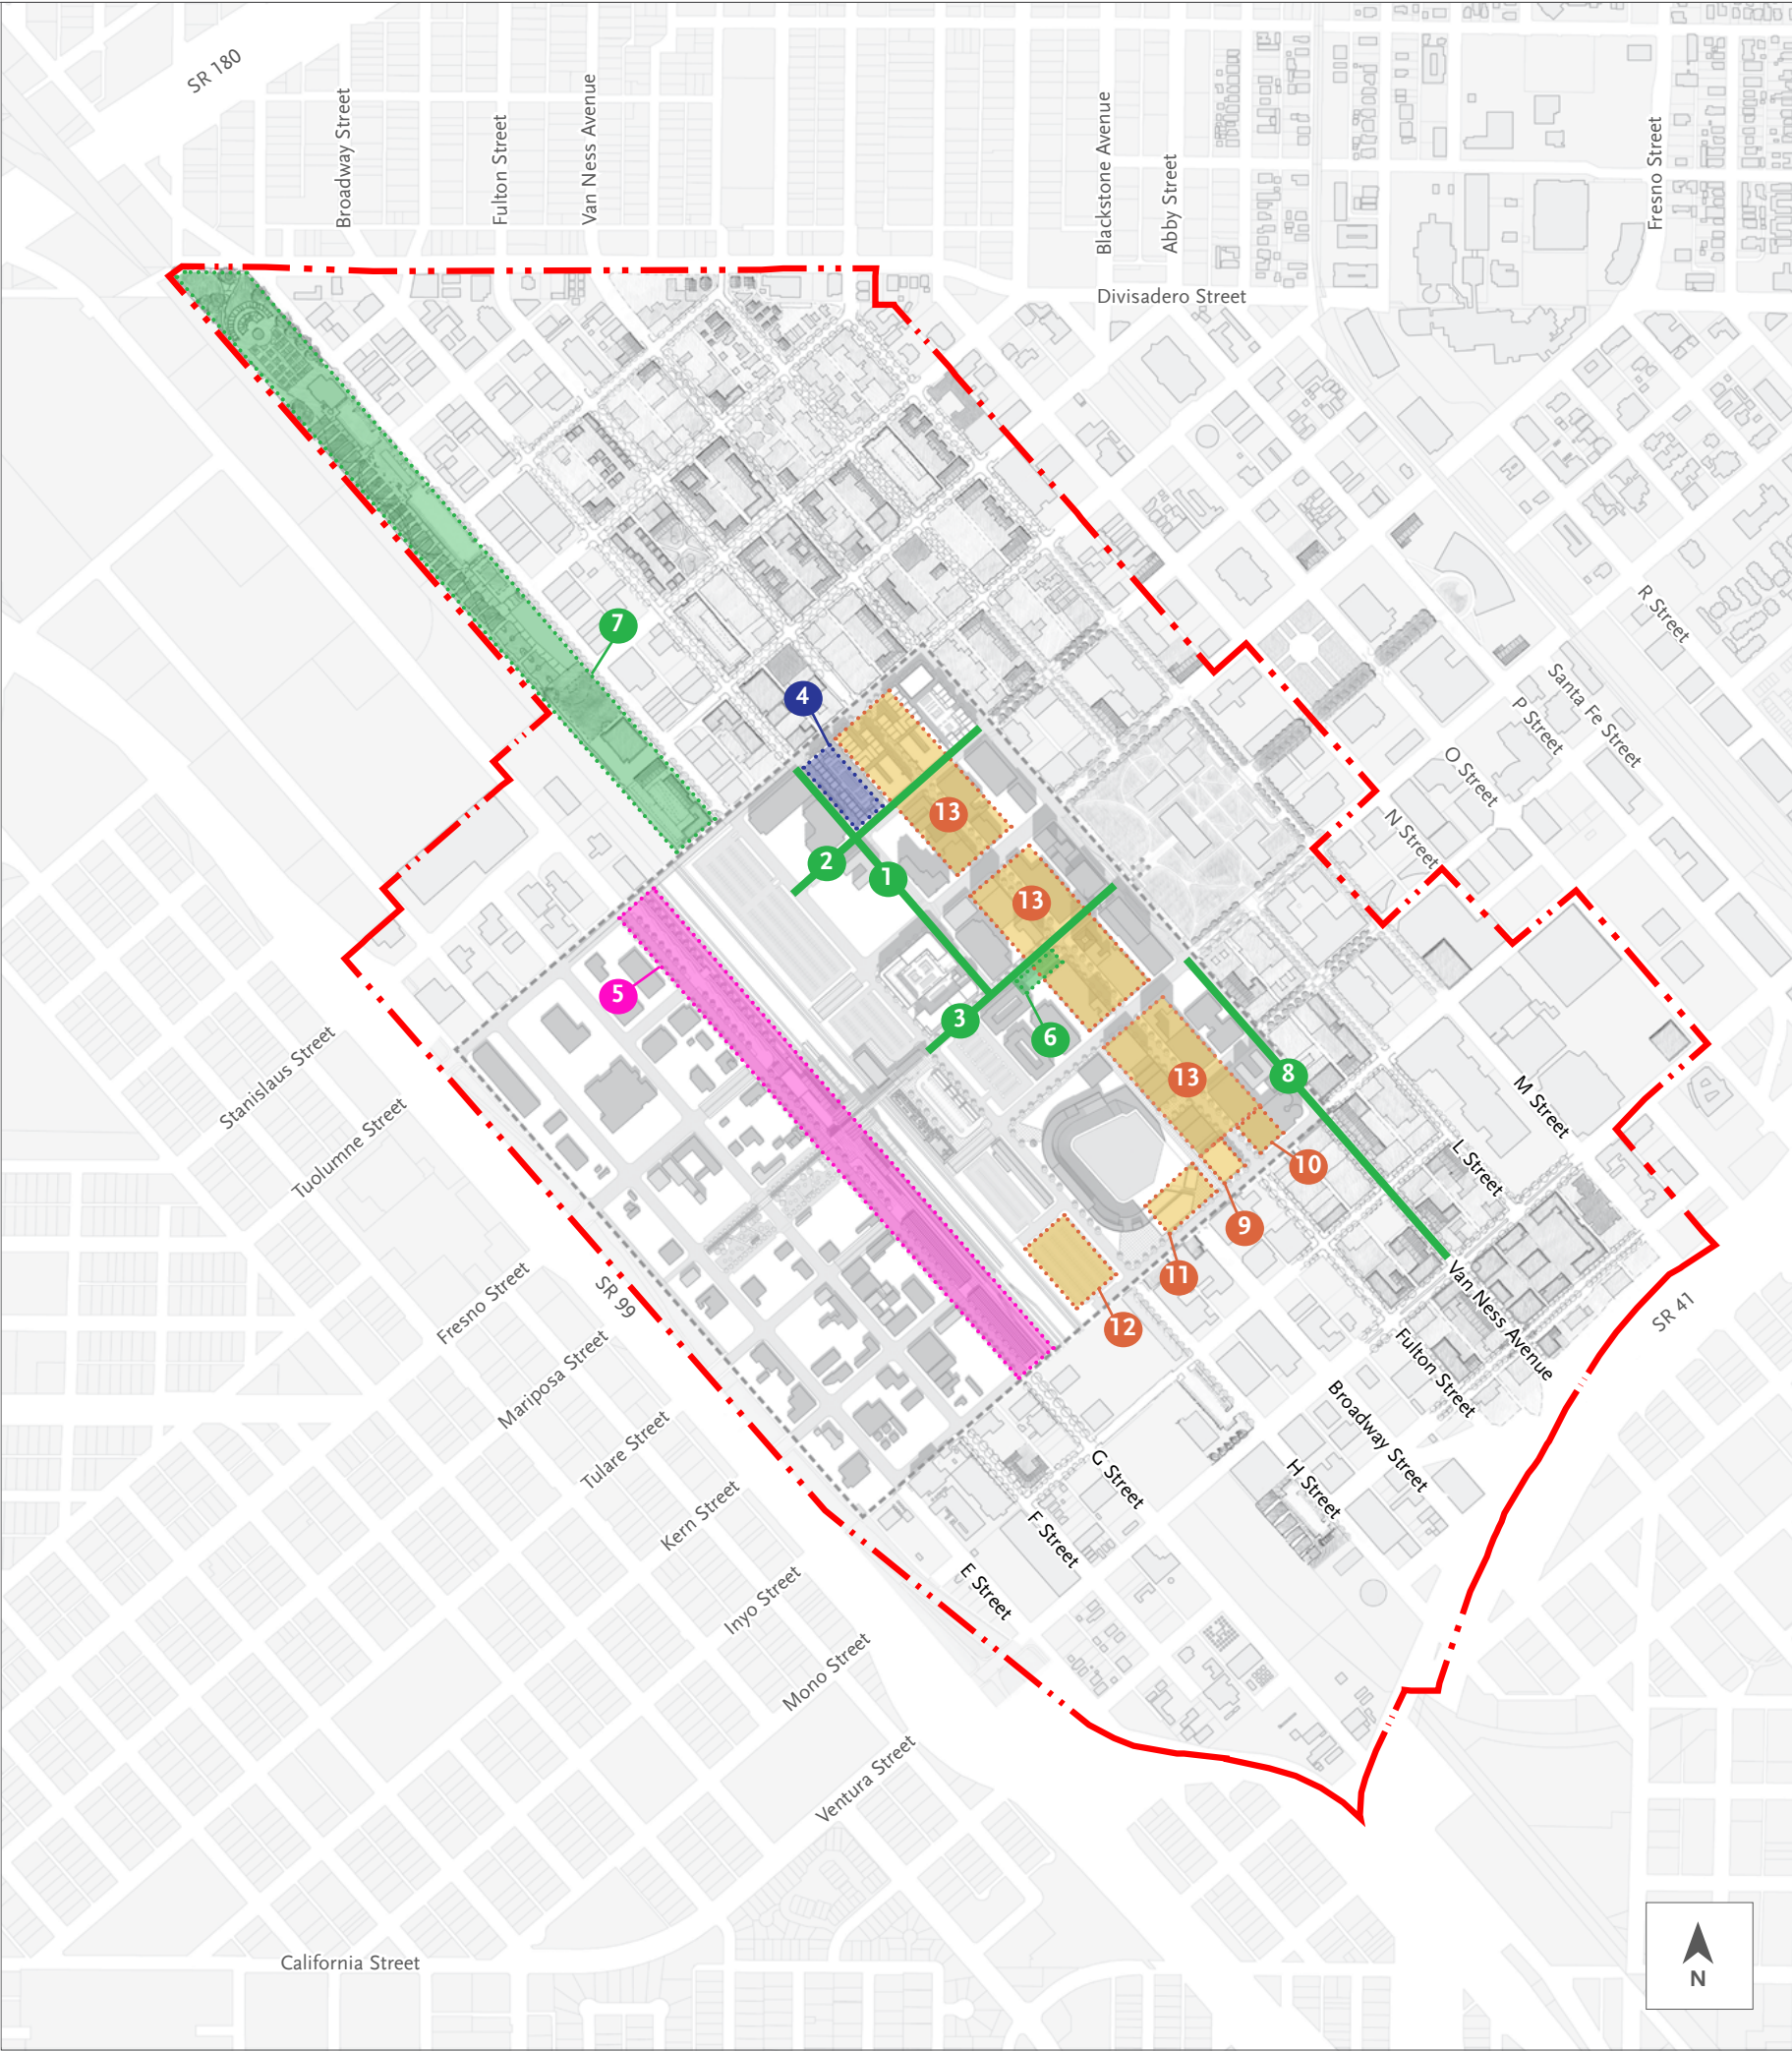 SR 180
Broadway Street
Fulton Street
Van Ness Avenue
Blackstone Avenue
Abby Street
Fresno Street
Divisadero Street
7
4
13
2
1
13
5
3
6
13
8
10
9
11
12
R Street
Santa Fe Street
P Street
O Street
N Street
M Street
L Street
Van Ness Avenue
SR 41
Fulton Street
Broadway Street
H Street
G Street
F Street
E Street
Stanislaus Street
Tuolumne Street
SR 99
Fresno Street
Mariposa Street
Tulare Street
Kern Street
Inyo Street
Mono Street
Ventura Street
California Street
N